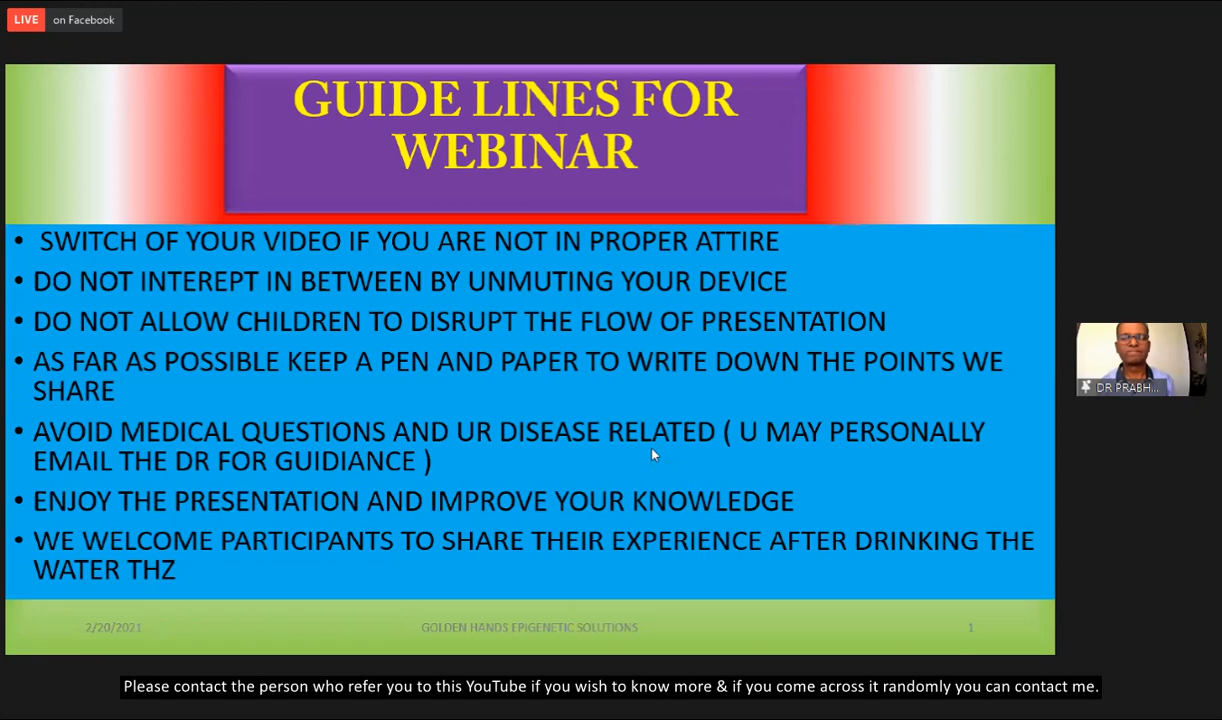 LIVE on Facebook
GUIDE LINES FOR
WEBINAR
• SWITCH OF YOUR VIDEO IF YOU ARE NOT IN PROPER ATTIRE
• DO NOT INTEREPT IN BETWEEN BY UNMUTING YOUR DEVICE
• DO NOT ALLOW CHILDREN TO DISRUPT THE FLOW OF PRESENTATION
• AS FAR AS POSSIBLE KEEP A PEN AND PAPER TO WRITE DOWN THE POINTS WE
SHARE
• AVOID MEDICAL QUESTIONS AND UR DISEASE RELATED ( U MAY PERSONALLY
EMAIL THE DR FOR GUIDIANCE )
• ENJOY THE PRESENTATION AND IMPROVE YOUR KNOWLEDGE
• WE WELCOME PARTICIPANTS TO SHARE THEIR EXPERIENCE AFTER DRINKING THE
WATER THZ
DR PRABH...
2/20/2021 GOLDEN HANDS EPIGENETIC SOLUTIONS 1
Please contact the person who refer you to this YouTube if you wish to know more & if you come across it randomly you can contact me.